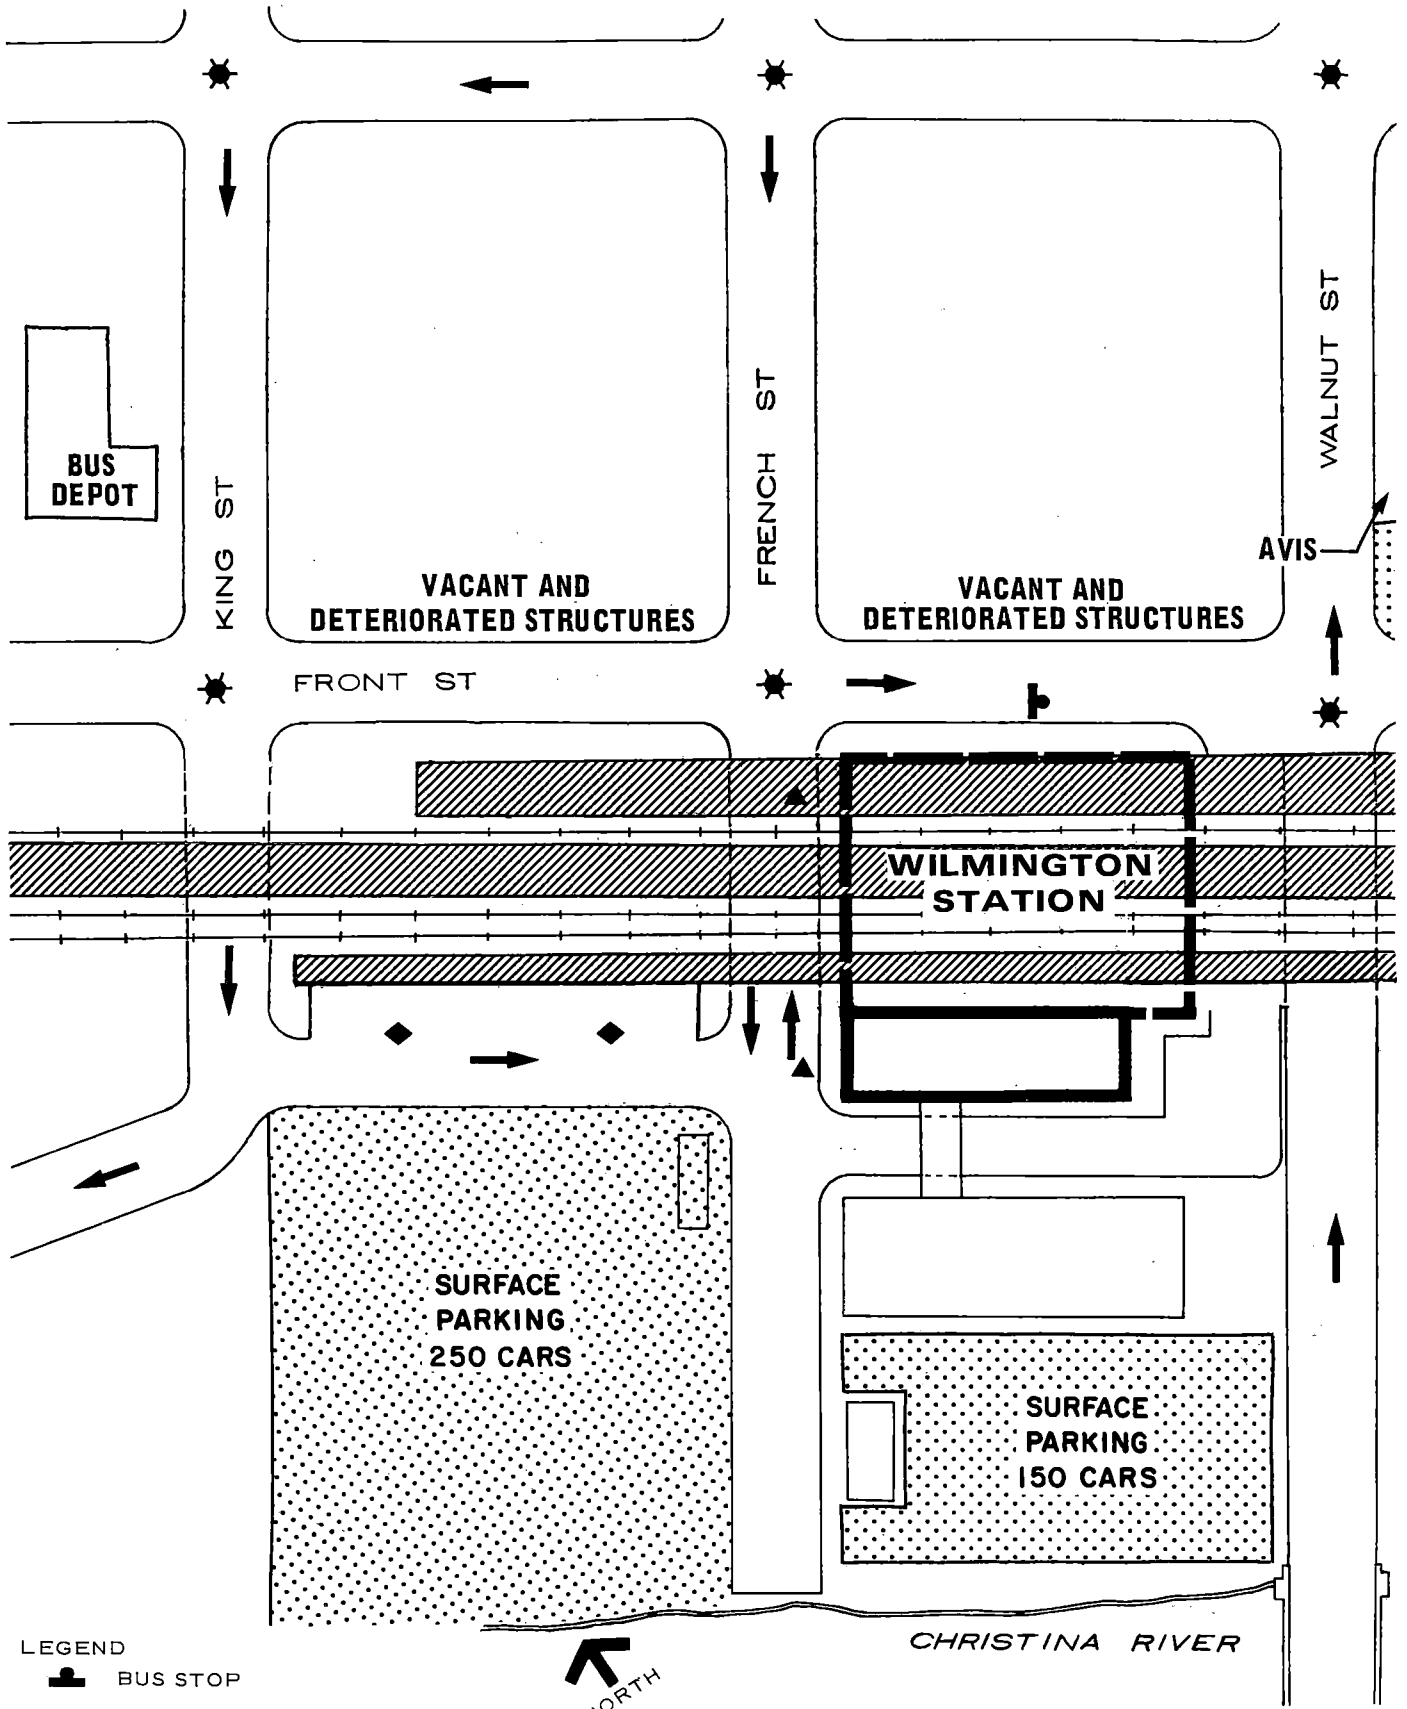 WALNUT ST
FRENCH ST
BUS
DEPOT
KING ST
AVIS
VACANT AND
DETERIORATED STRUCTURES
VACANT AND
DETERIORATED STRUCTURES
FRONT ST
WILMINGTON
STATION
SURFACE
PARKING
250 CARS
SURFACE
PARKING
150 CARS
CHRISTINA RIVER
LEGEND
BUS STOP